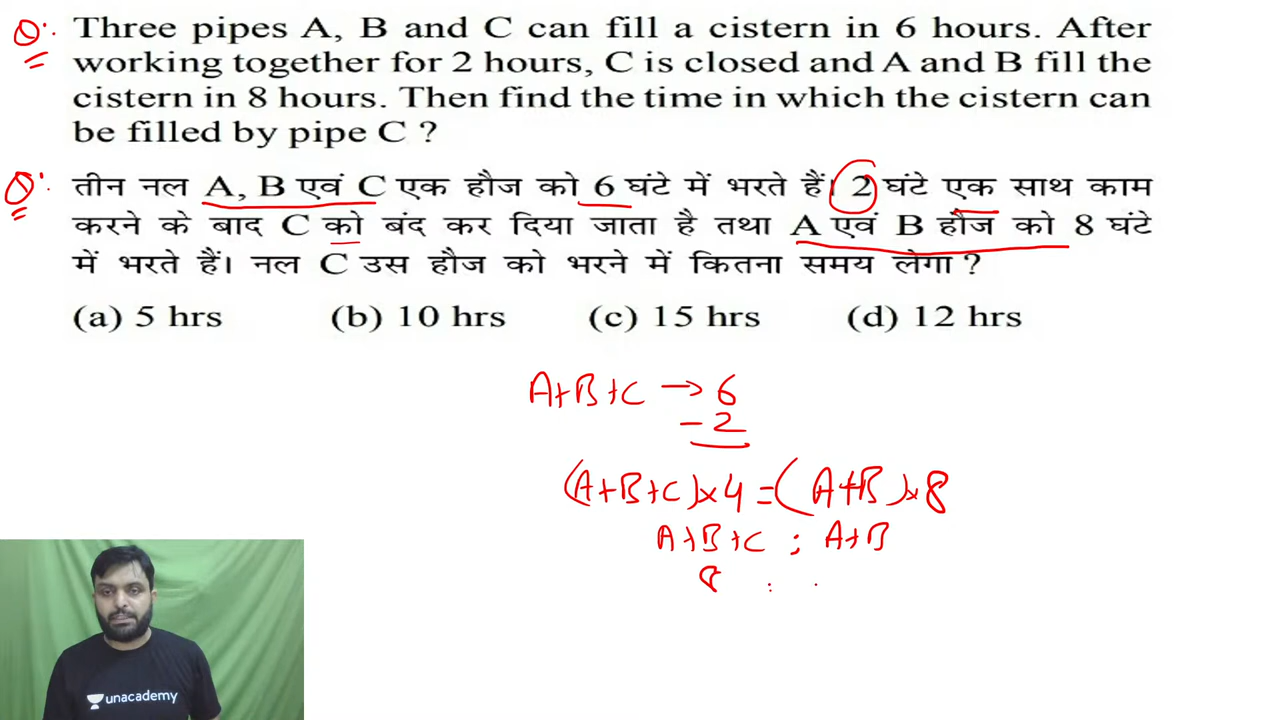 Q. Three pipes A, B and C can fill a cistern in 6 hours. After
working together for 2 hours, C is closed and A and B fill the
cistern in 8 hours. Then find the time in which the cistern can
be filled by pipe C ?
Q. तीन नल A, B एवं C एक हौज को 6 घंटे में भरते हैं। 2 घंटे एक साथ काम
करने के बाद C को बंद कर दिया जाता है तथा A एवं B हौज को 8 घंटे
में भरते हैं। नल C उस हौज को भरने में कितना समय लेगा ?
(a) 5 hrs (b) 10 hrs (c) 15 hrs (d) 12 hrs
A+B+C → 6
- 2
(A+B+C)×4=(A+B)×8
A+B+C : A+B
8 :
unacademy